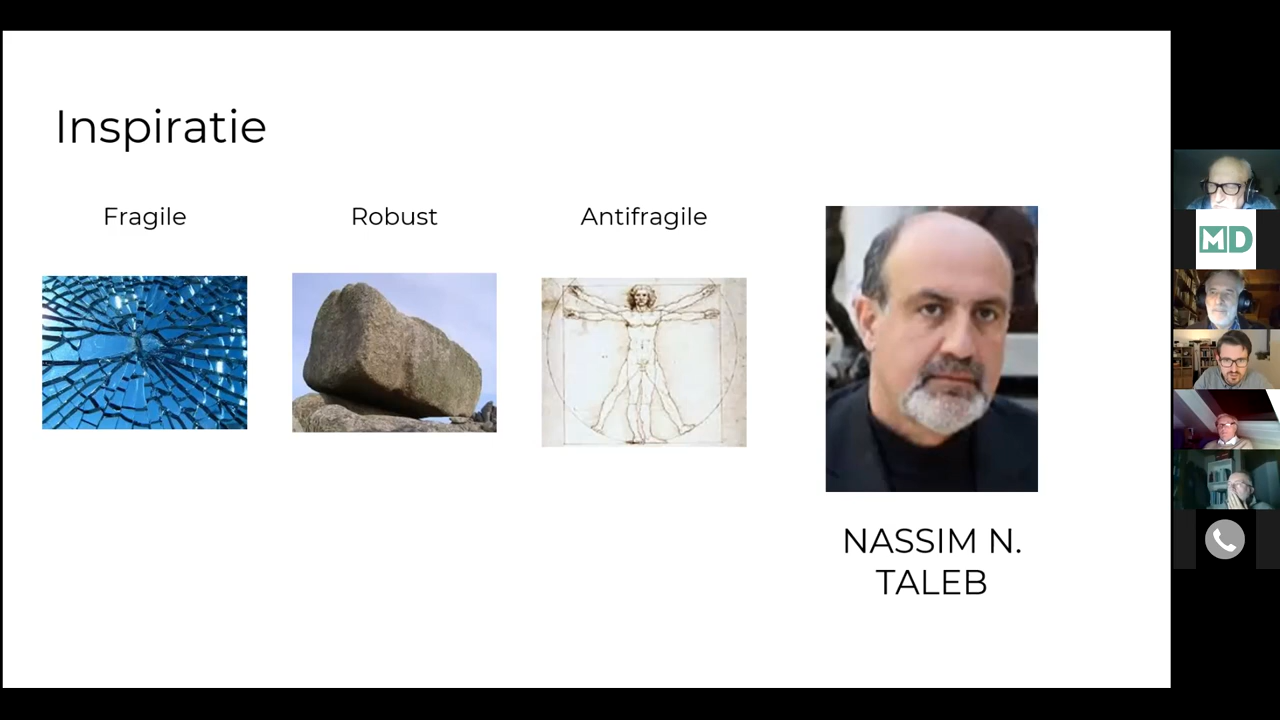 Inspiratie
Fragile
Robust
Antifragile
NASSIM N.
TALEB
MD